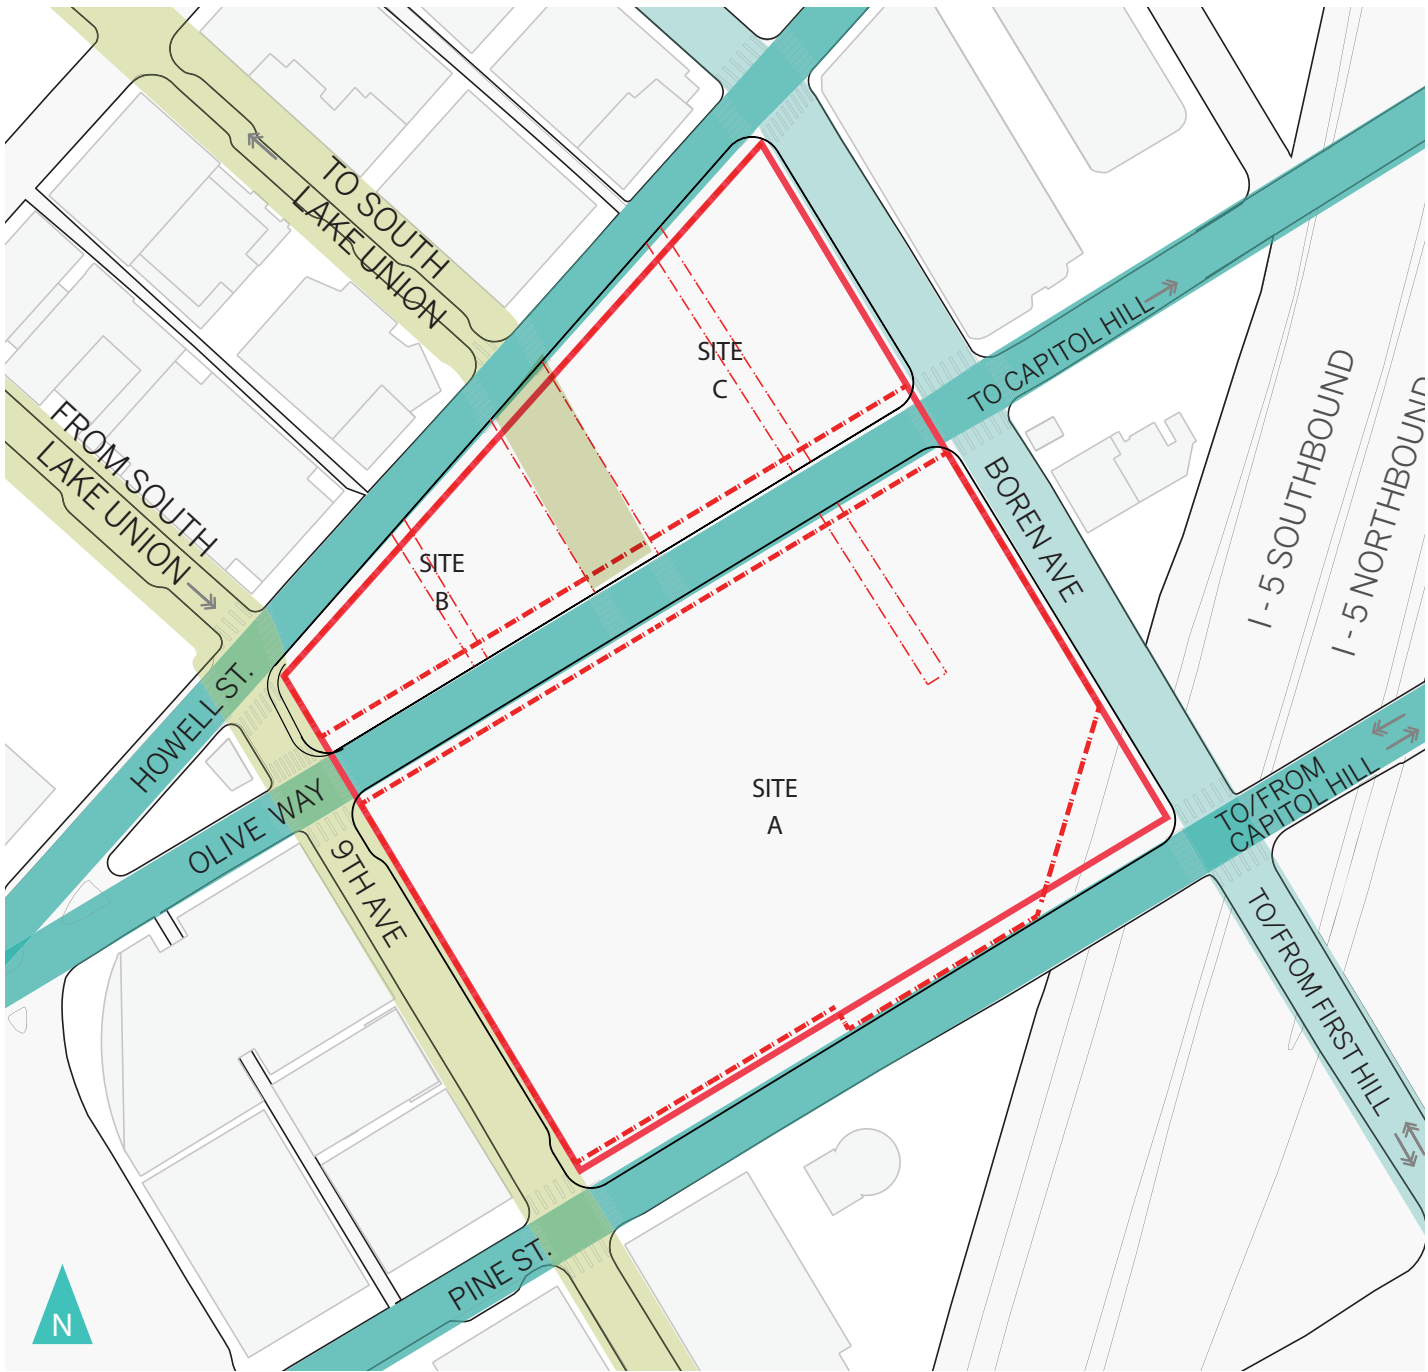 TO SOUTH
LAKE UNION
FROM SOUTH
LAKE UNION
SITE
C
TO CAPITOL HILL
I - 5 SOUTHBOUND
I - 5 NORTHBOUND
BOREN AVE
SITE
B
HOWELL ST.
OLIVE WAY
9TH AVE
SITE
A
TO/FROM
CAPITOL HILL
TO/FROM FIRST HILL
PINE ST.
N